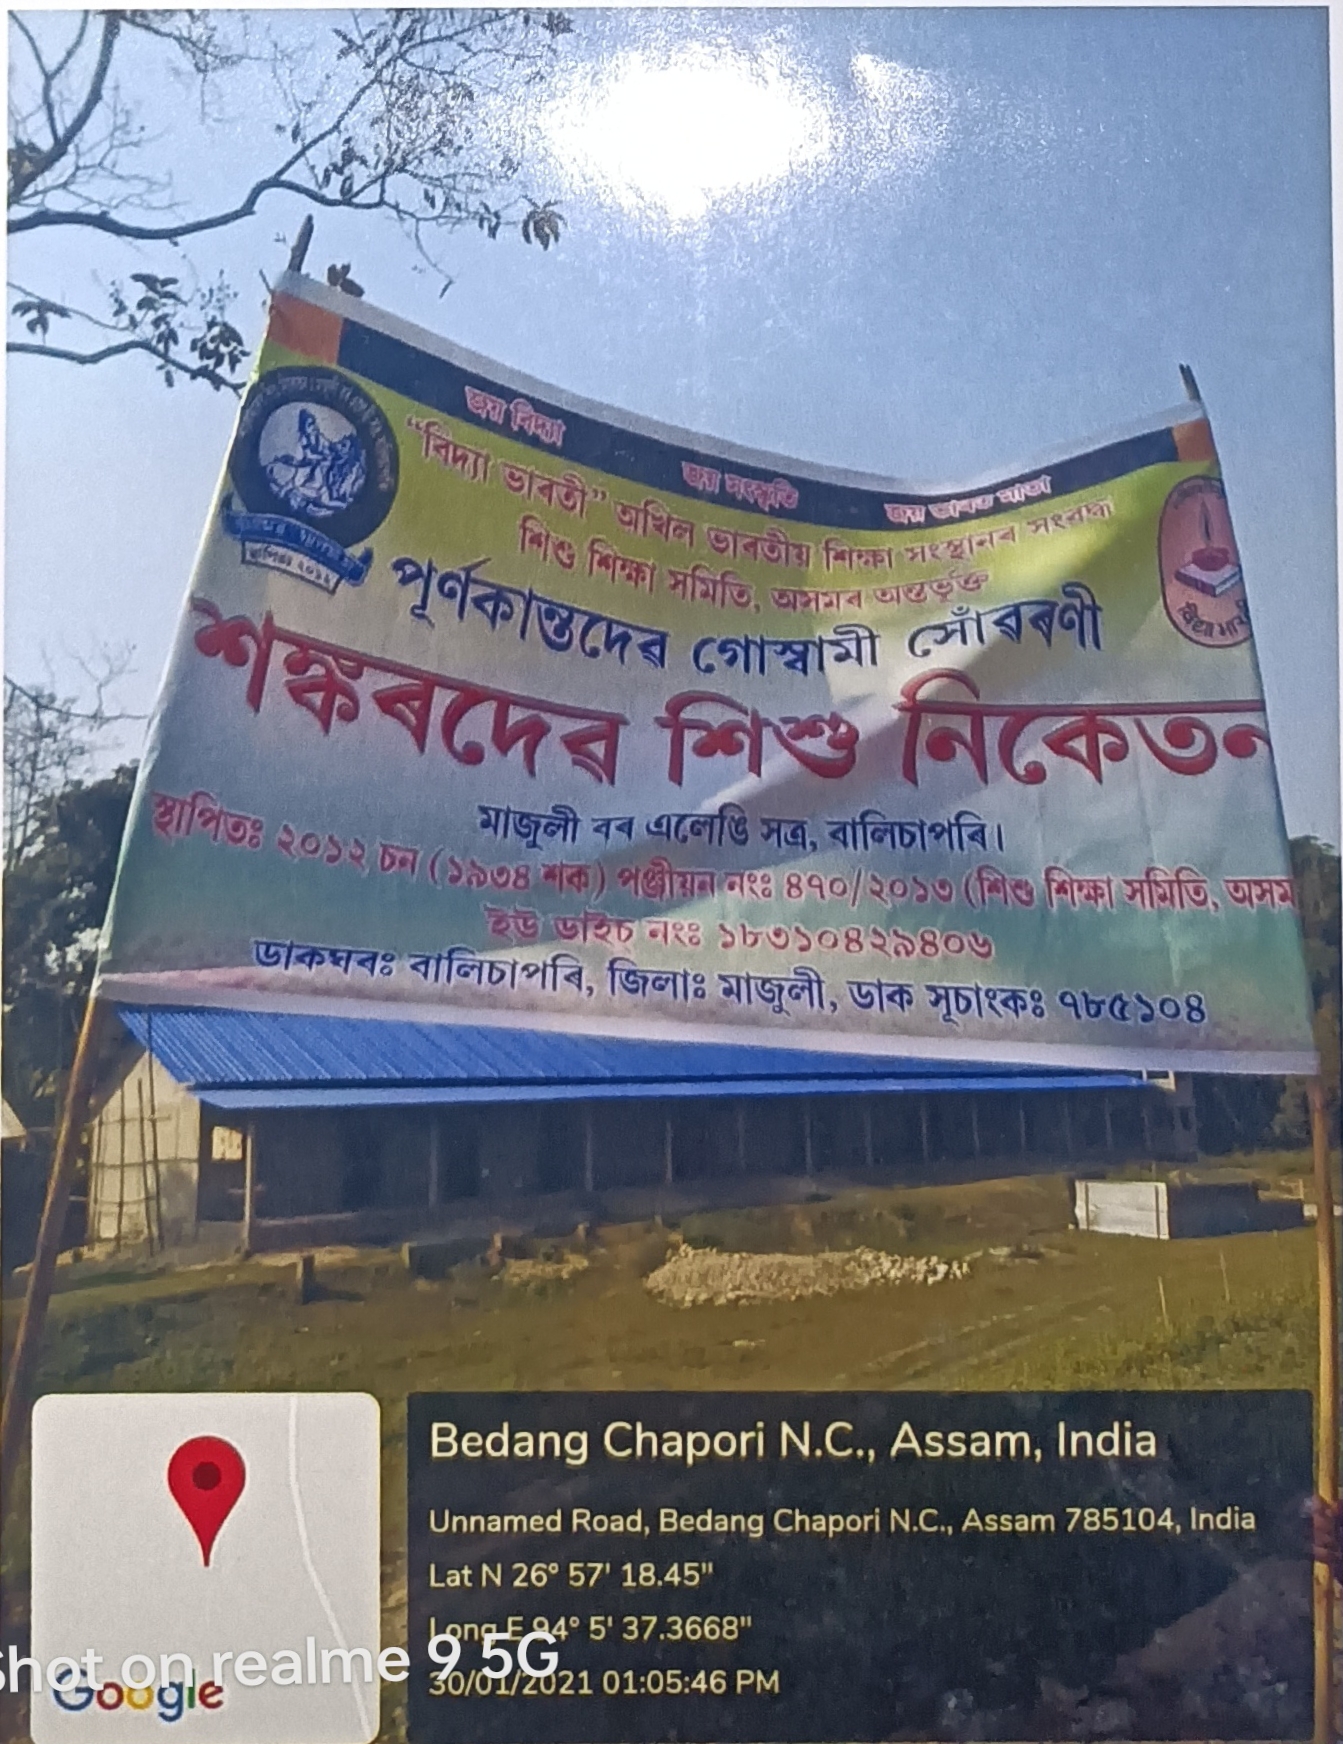 জয় বিদ্যা জয় সংস্কৃতি জয় ভাৰত মাতা
“বিদ্যা ভাৰতী” অখিল ভাৰতীয় শিক্ষা সংস্থানৰ সংবদ্ধ
শিশু শিক্ষা সমিতি, অসমৰ অন্তৰ্ভুক্ত
পূৰ্ণকান্তদেৱ গোস্বামী সোঁৱৰণী
শঙ্কৰদেৱ শিশু নিকেতন
মাজুলী বৰ এলেঙি সত্ৰ, বালিচাপৰি।
স্থাপিতঃ ২০১২ চন (১৯৩৪ শক) পঞ্জীয়ন নংঃ ৪৭০/২০১৩ (শিশু শিক্ষা সমিতি, অসম
ইউ ডাইচ নংঃ ১৮৩১০৪২৯৪০৬
ডাকঘৰঃ বালিচাপৰি, জিলাঃ মাজুলী, ডাক সূচাংকঃ ৭৮৫১০৪
Bedang Chapori N.C., Assam, India
Unnamed Road, Bedang Chapori N.C., Assam 785104, India
Lat N 26° 57' 18.45"
Long E 94° 5' 37.3668"
30/01/2021 01:05:46 PM
Shot on realme 9 5G
Google